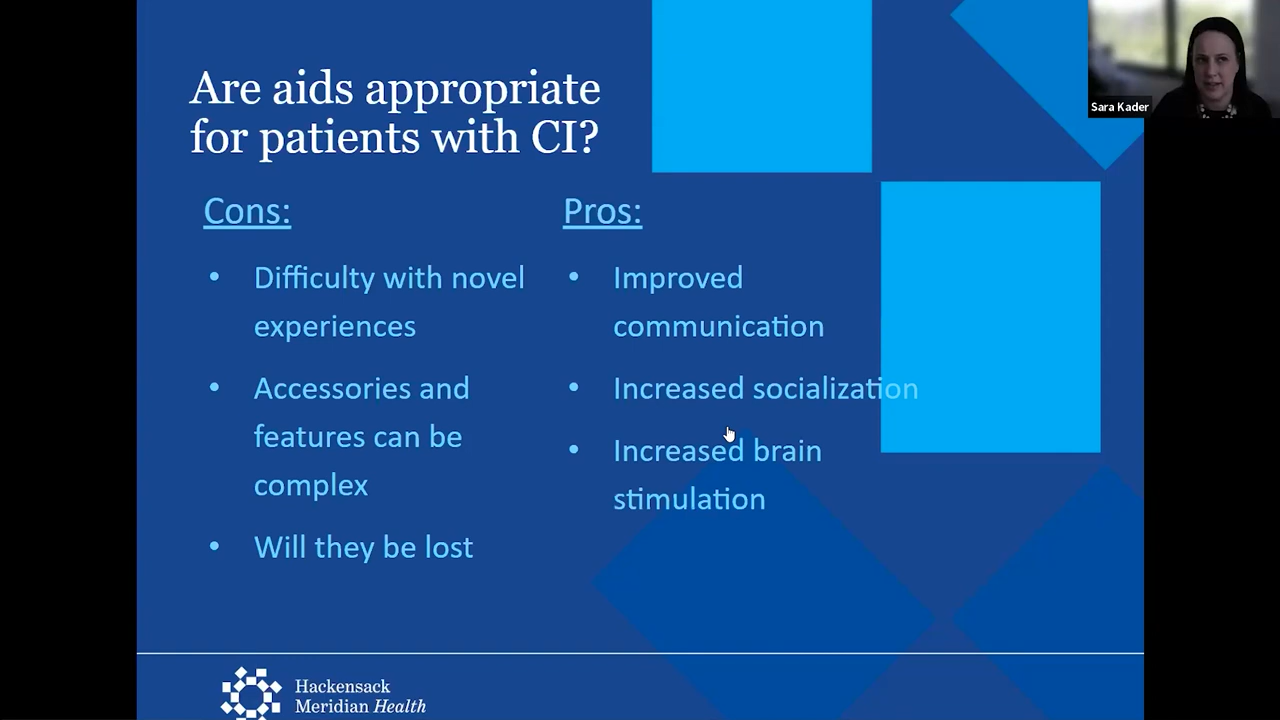 Are aids appropriate
for patients with CI?
Cons:
• Difficulty with novel
experiences
• Accessories and
features can be
complex
• Will they be lost
Pros:
• Improved
communication
• Increased socialization
• Increased brain
stimulation
Hackensack
Meridian Health
Sara Kader